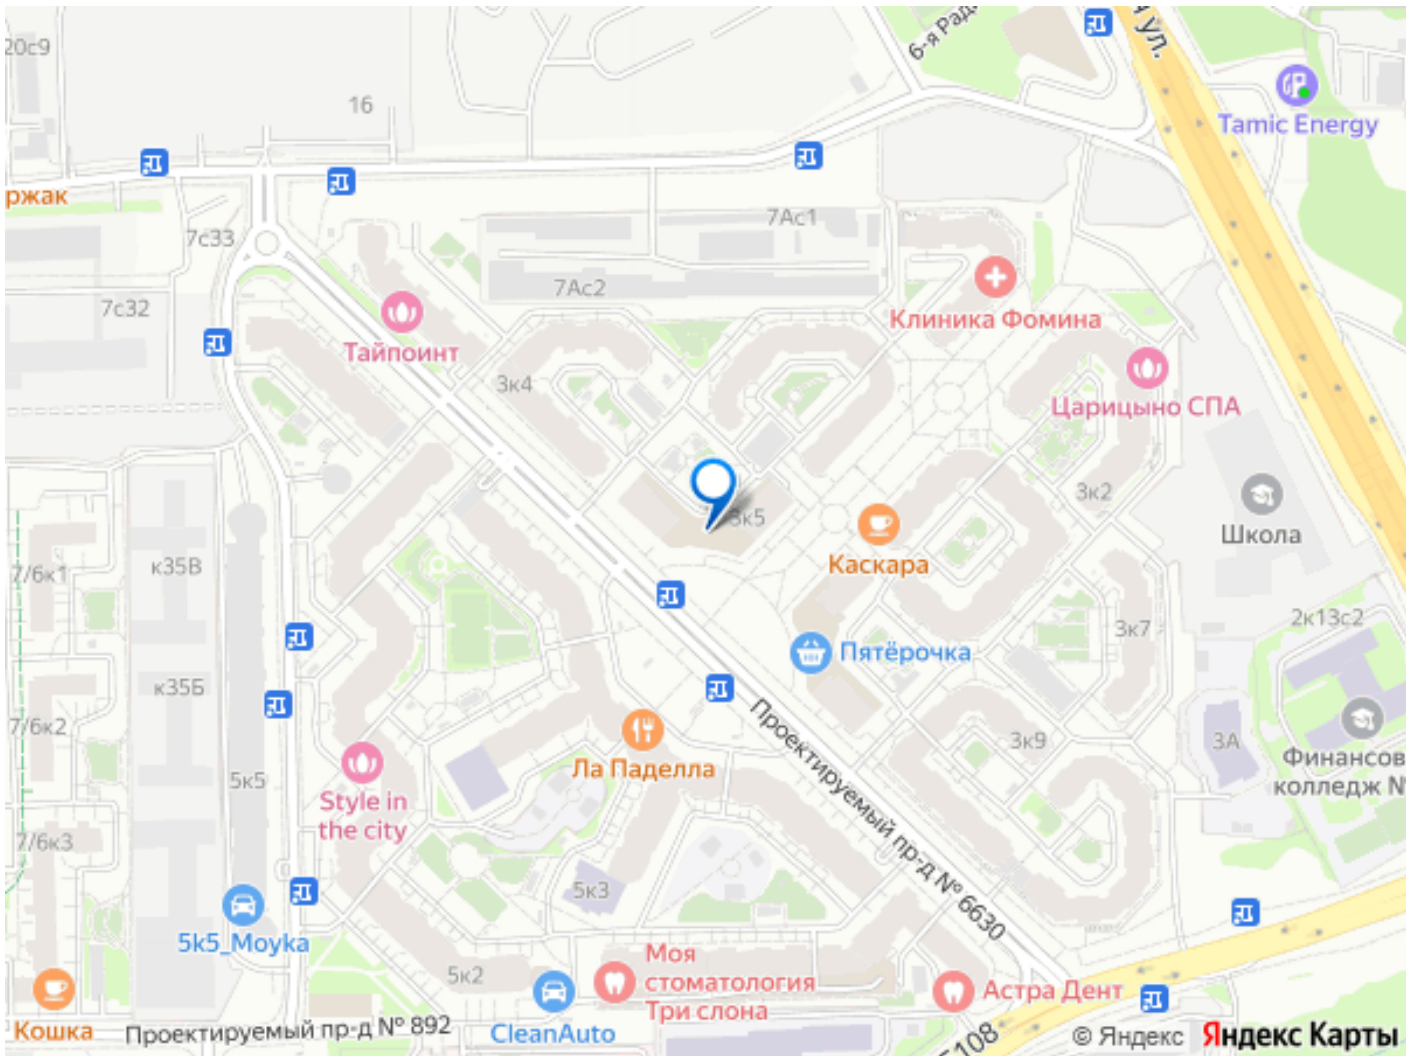 20с9
6-я Рад
ул.
16
Tamic Energy
ржак
7Ас1
7с33
7Ас2
7с32
Клиника Фомина
Тайпоинт
3к4
Царицыно СПА
3к2
3к5
Школа
Каскара
7/6к1
к35В
2к13с2
3к7
Пятёрочка
к35Б
7/6к2
Проектируемый пр-д № 6630
3к9
3А
Финансов
колледж №
Ла Паделла
5к5
Style in
the city
7/6к3
5к3
5k5_Moyka
5к2
Моя
стоматология
Три слона
Астра Дент
Кошка
Проектируемый пр-д № 892
CleanAuto
5108
© Яндекс
Яндекс Карты